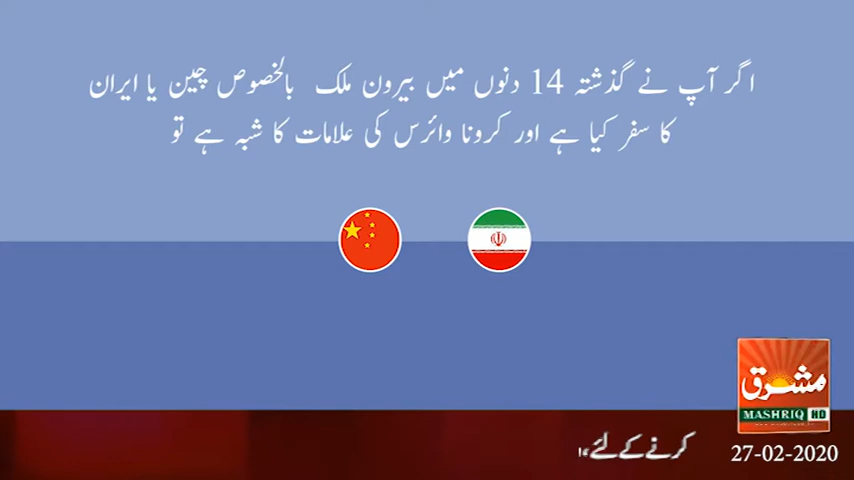 اگر آپ نے گذشتہ 14 دنوں میں بیرون ملک بالخصوص چین یا ایران
کا سفر کیا ہے اور کرونا وائرس کی علامات کا شبہ ہے تو
مشرق
MASHRIQ HD
کرنے کے لئے
27-02-2020